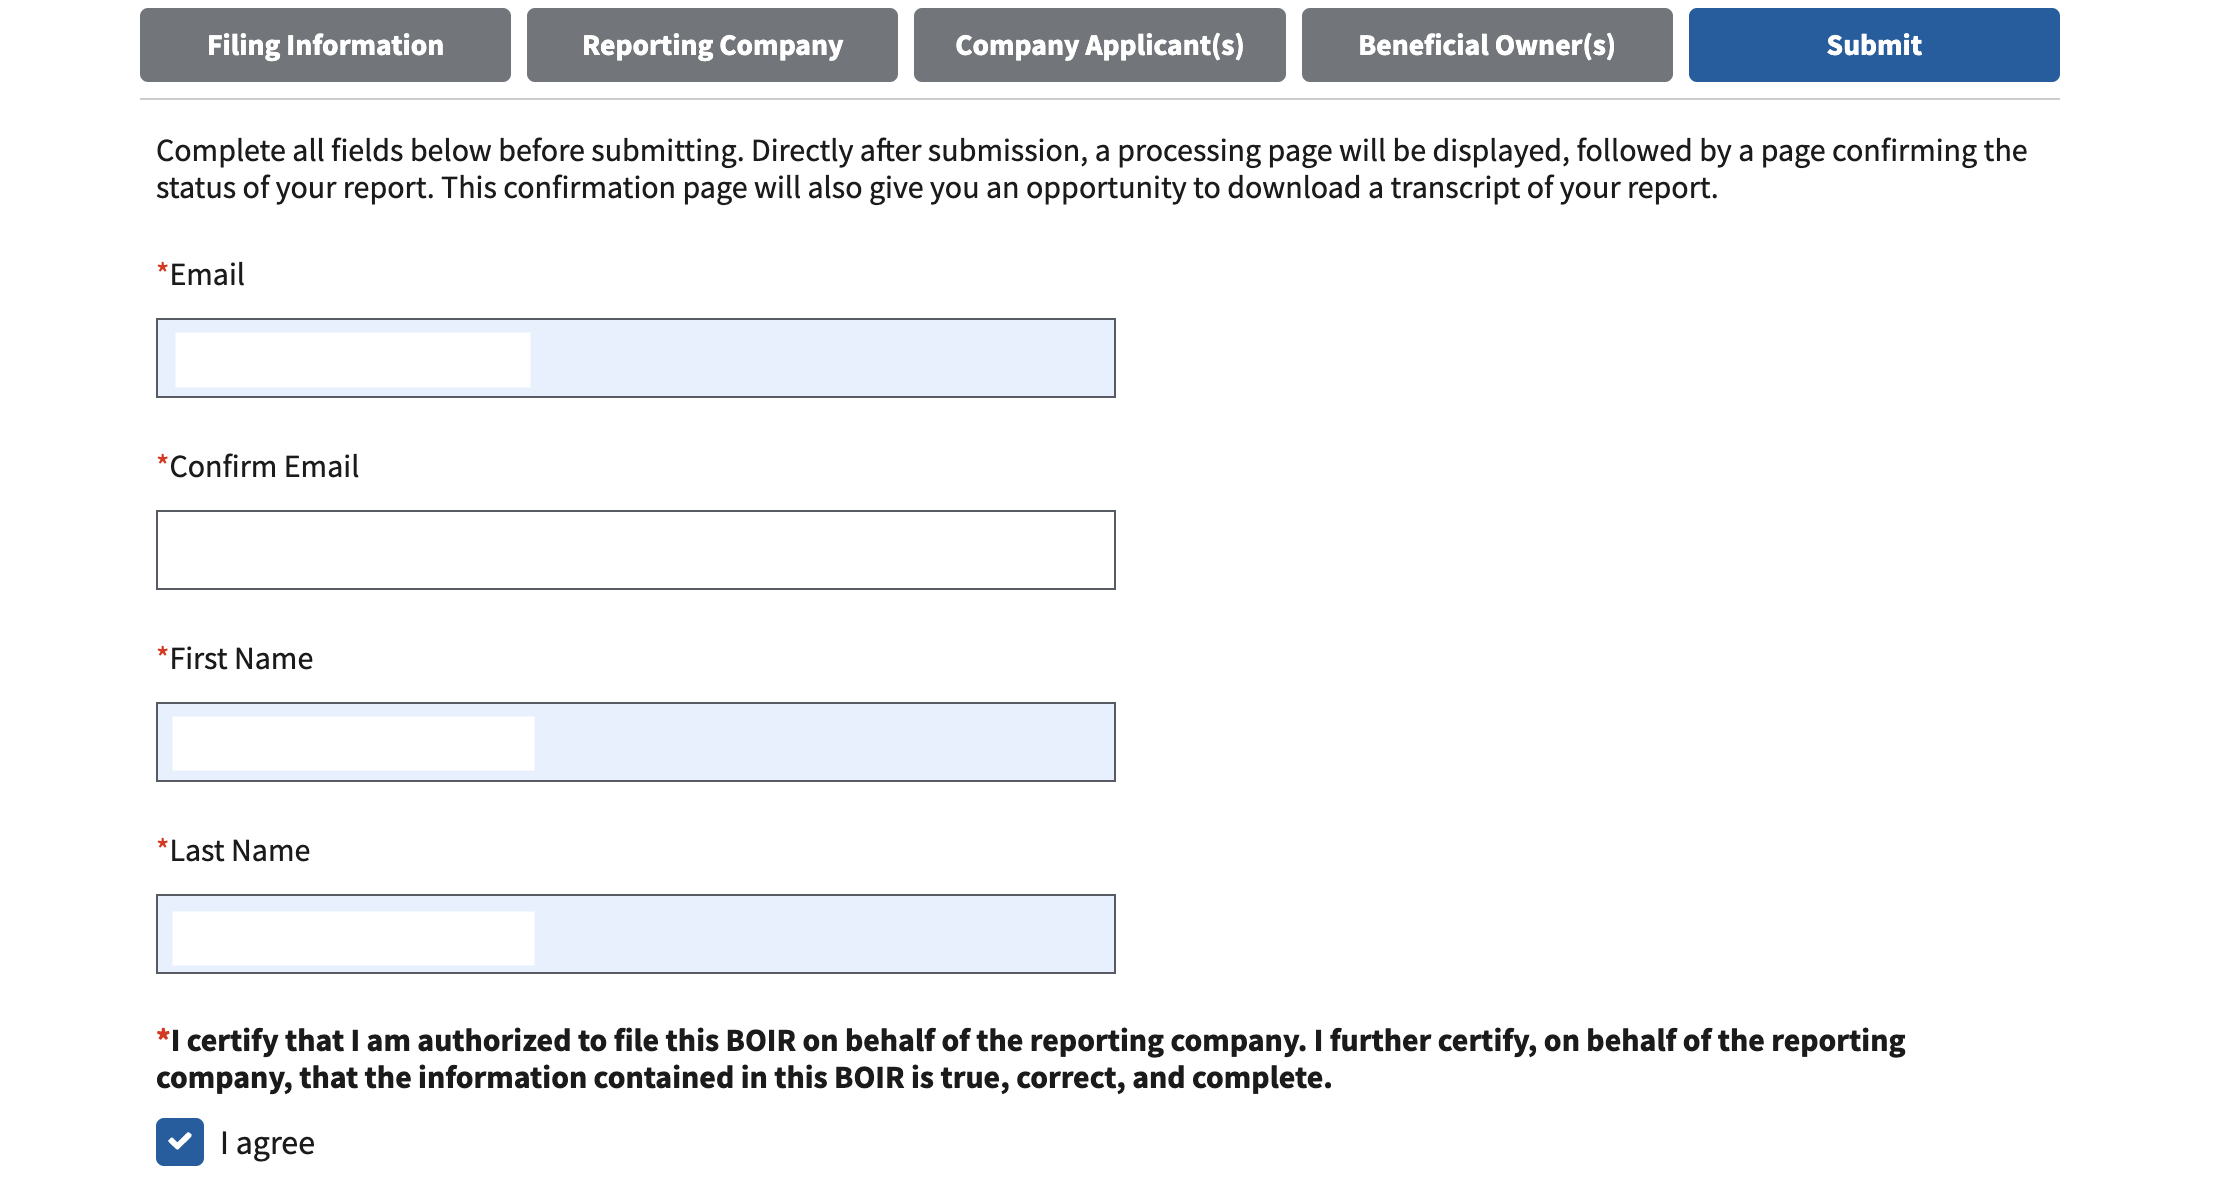 Filing Information
Reporting Company
Company Applicant(s)
Beneficial Owner(s)
Submit
Complete all fields below before submitting. Directly after submission, a processing page will be displayed, followed by a page confirming the
status of your report. This confirmation page will also give you an opportunity to download a transcript of your report.
*Email
*Confirm Email
*First Name
*Last Name
*I certify that I am authorized to file this BOIR on behalf of the reporting company. I further certify, on behalf of the reporting
company, that the information contained in this BOIR is true, correct, and complete.
I agree